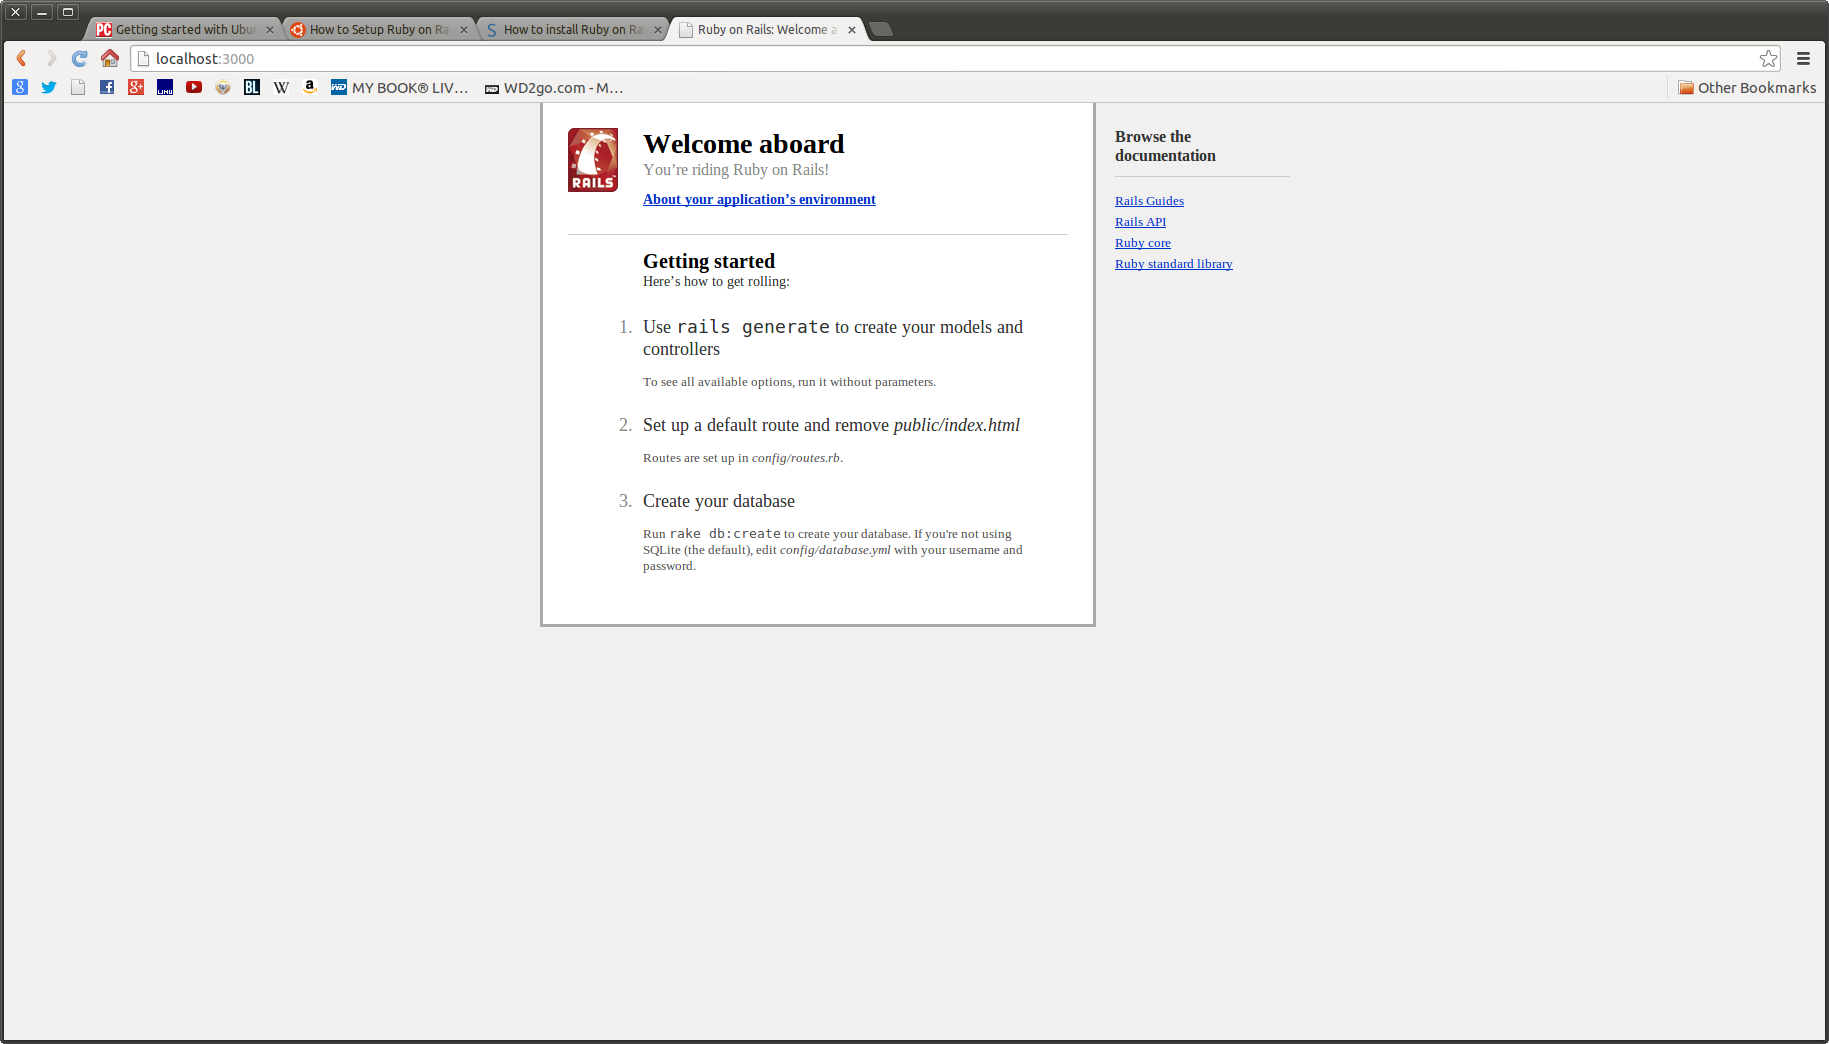 Getting started with Ubu
How to Setup Ruby on Ra
How to install Ruby on Ra
Ruby on Rails: Welcome a
localhost:3000
MY BOOK® LIV...
WD2go.com - M...
Other Bookmarks
RAILS
Welcome aboard
You’re riding Ruby on Rails!
About your application’s environment
Getting started
Here’s how to get rolling:
1. Use rails generate to create your models and
controllers
To see all available options, run it without parameters.
2. Set up a default route and remove public/index.html
Routes are set up in config/routes.rb.
3. Create your database
Run rake db:create to create your database. If you're not using
SQLite (the default), edit config/database.yml with your username and
password.
Browse the
documentation
Rails Guides
Rails API
Ruby core
Ruby standard library